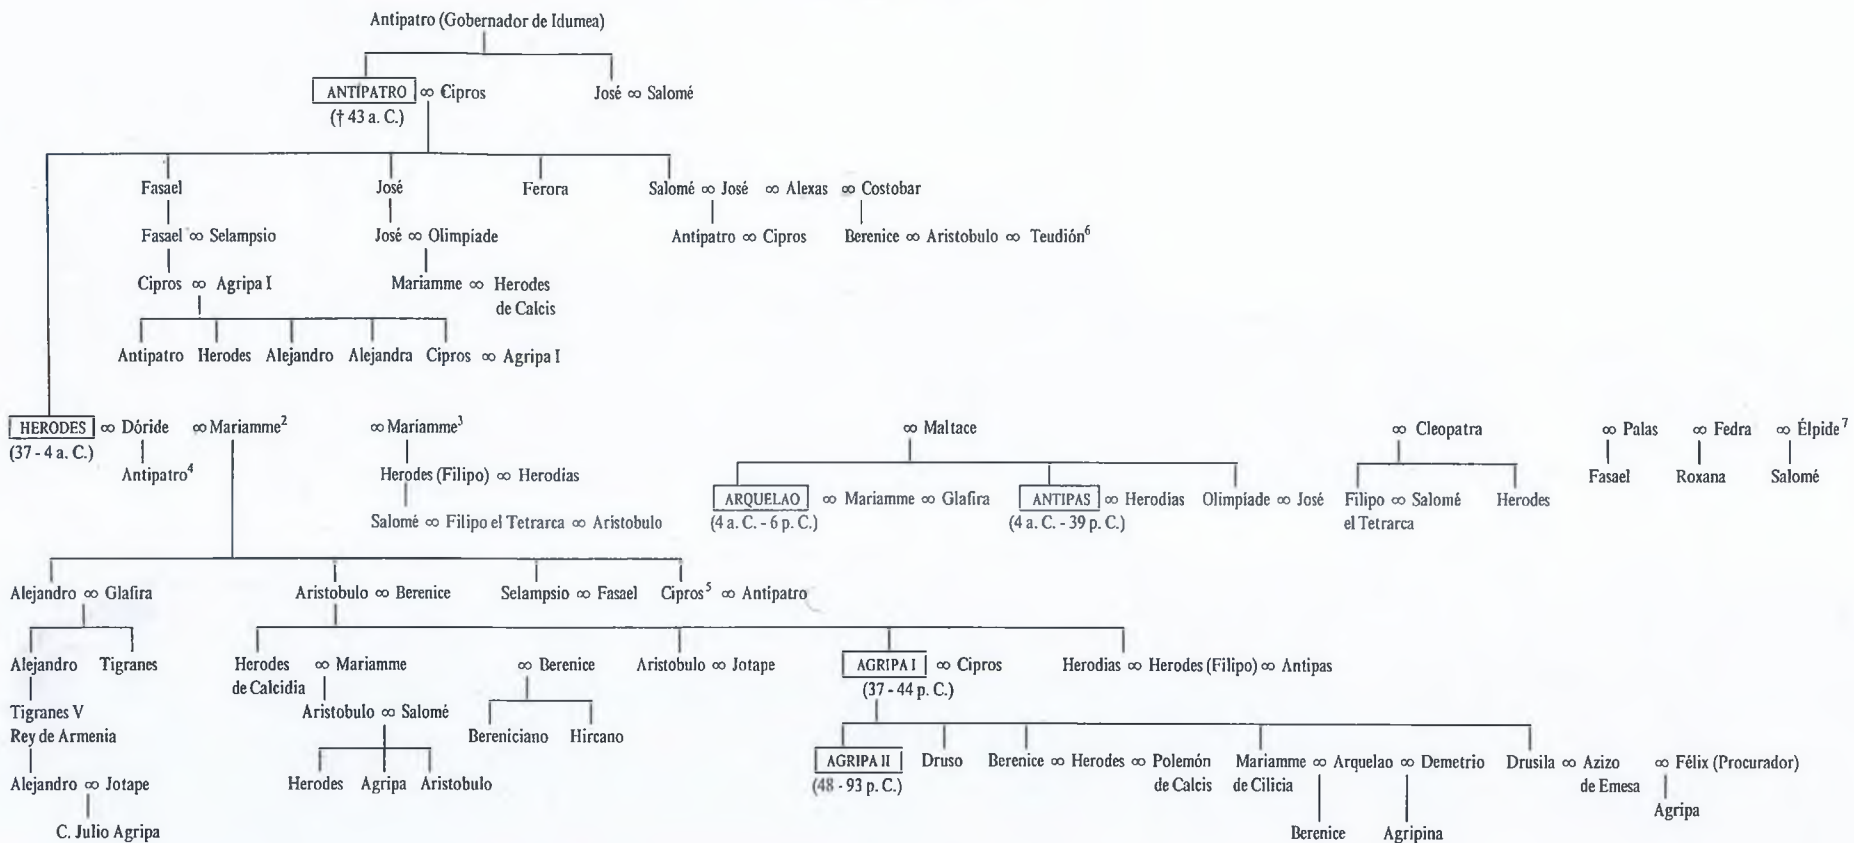 Antipatro (Gobernador de Idumea)
ANTIPATRO ∞ Cipros José ∞ Salomé
(† 43 a. C.)
Fasael José Ferora Salomé ∞ José ∞ Alexas ∞ Costobar
Fasael ∞ Selampsio José ∞ Olimpíade Antipatro ∞ Cipros Berenice ∞ Aristobulo ∞ Teudión⁶
Cipros ∞ Agripa I Mariamme ∞ Herodes
de Calcis
Antipatro Herodes Alejandro Alejandra Cipros ∞ Agripa I
HERODES ∞ Dóride ∞ Mariamme² ∞ Mariamme³ ∞ Maltace ∞ Cleopatra ∞ Palas ∞ Fedra ∞ Élpide⁷
(37 - 4 a. C.)
Antipatro⁴ Herodes (Filipo) ∞ Herodías Fasael Roxana Salomé
ARQUELAO ∞ Mariamme ∞ Glafira ANTIPAS ∞ Herodias Olimpíade ∞ José Filipo ∞ Salomé Herodes
(4 a. C. - 6 p. C.) (4 a. C. - 39 p. C.) el Tetrarca
Salomé ∞ Filipo el Tetrarca ∞ Aristobulo
Alejandro ∞ Glafira Aristobulo ∞ Berenice Selampsio ∞ Fasael Cipros⁵ ∞ Antipatro
Alejandro Tigranes Herodes ∞ Mariamme ∞ Berenice Aristobulo ∞ Jotape AGRIPA I ∞ Cipros Herodias ∞ Herodes (Filipo) ∞ Antipas
de Calcidia (37 - 44 p. C.)
Tigranes V Aristobulo ∞ Salomé
Rey de Armenia Bereniciano Hircano
AGRIPA II Druso Berenice ∞ Herodes ∞ Polemón Mariamme ∞ Arquelao ∞ Demetrio Drusila ∞ Azizo ∞ Félix (Procurador)
(48 - 93 p. C.) de Calcis de Cilicia de Emesa
Alejandro ∞ Jotape Herodes Agripa Aristobulo
Agripa
C. Julio Agripa Berenice Agripina